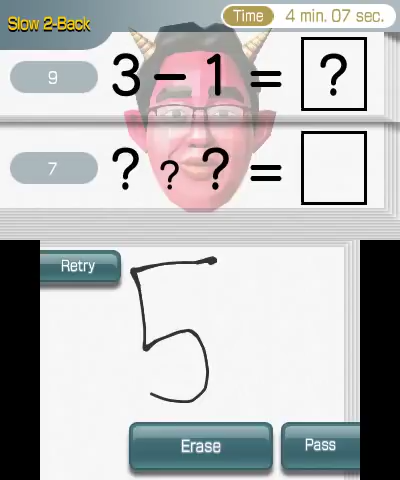 Slow 2-Back
Time 4 min. 07 sec.
9 3 - 1 = ?
7 ? ? ? =
Retry
5
Erase Pass